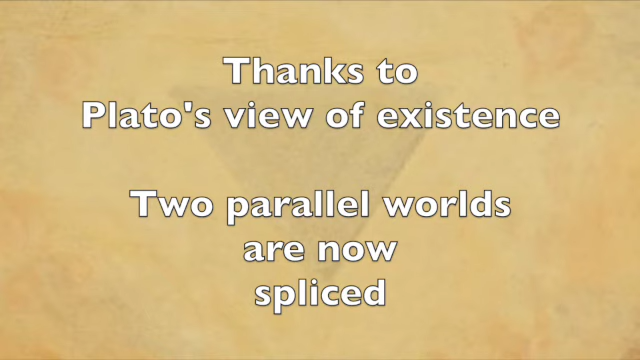 Thanks to
Plato's view of existence
Two parallel worlds
are now
spliced